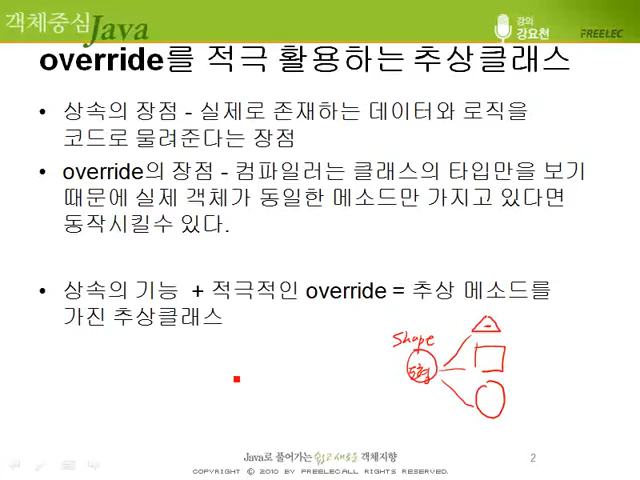 객체중심 Java
강의
강요천
FREELEC
override를 적극 활용하는 추상클래스
• 상속의 장점 - 실제로 존재하는 데이터와 로직을
코드로 물려준다는 장점
• override의 장점 - 컴파일러는 클래스의 타입만을 보기
때문에 실제 객체가 동일한 메소드만 가지고 있다면
동작시킬수 있다.
• 상속의 기능 + 적극적인 override = 추상 메소드를
가진 추상클래스
Shape
도형
Java로 풀어가는 쉽고 새로운 객체지향
2
COPYRIGHT ⓒ 2010 BY FREELEC.ALL RIGHTS RESERVED.